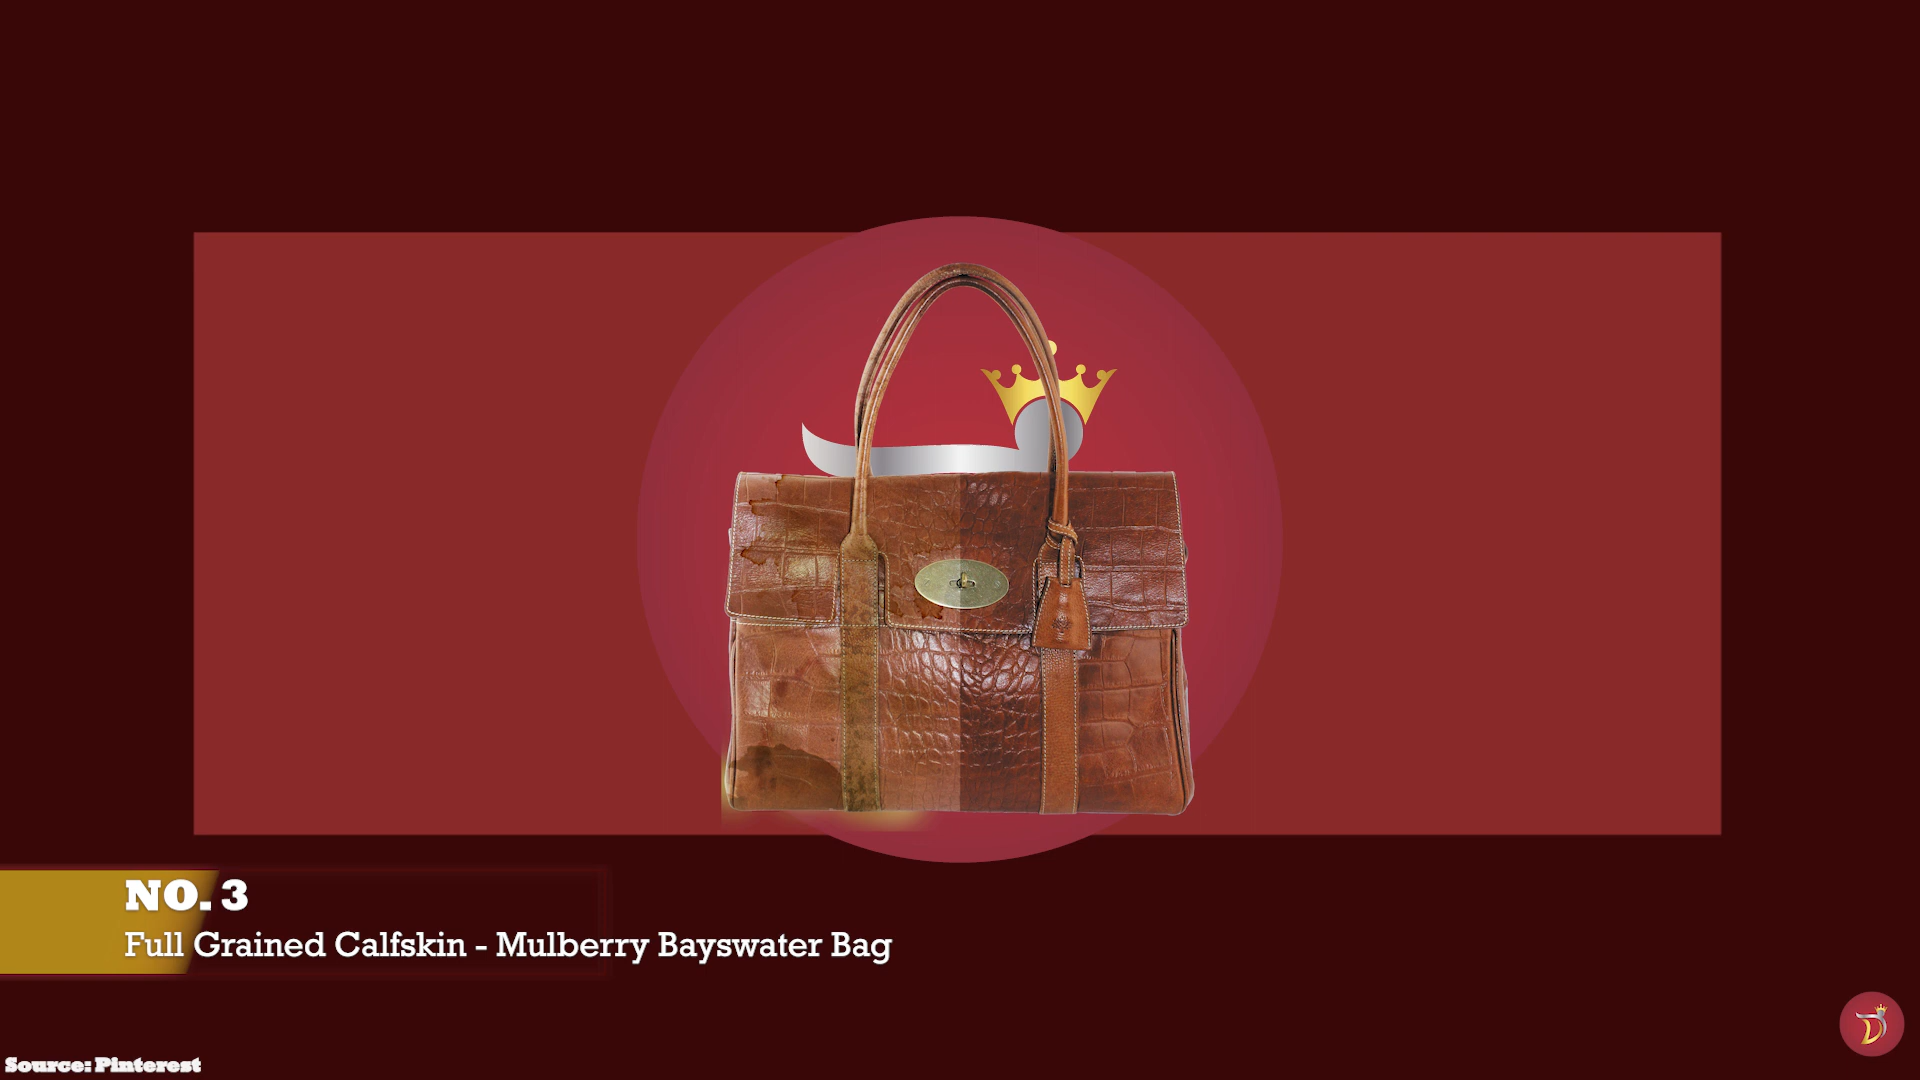 NO. 3
Full Grained Calfskin - Mulberry Bayswater Bag
Source: Pinterest